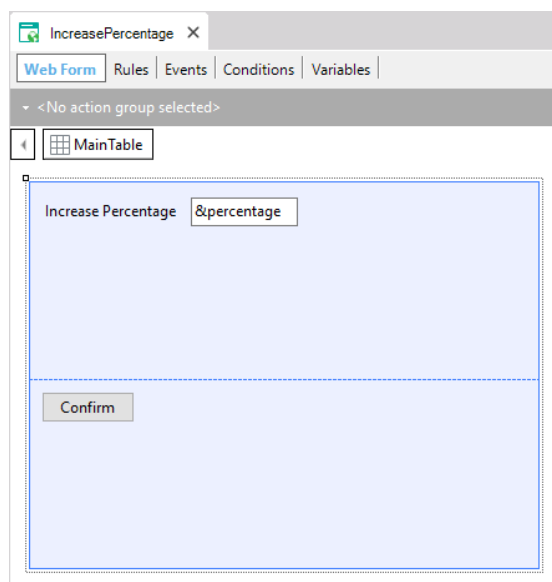 IncreasePercentage
Web Form Rules Events Conditions Variables
<No action group selected>
MainTable
Increase Percentage &percentage
Confirm